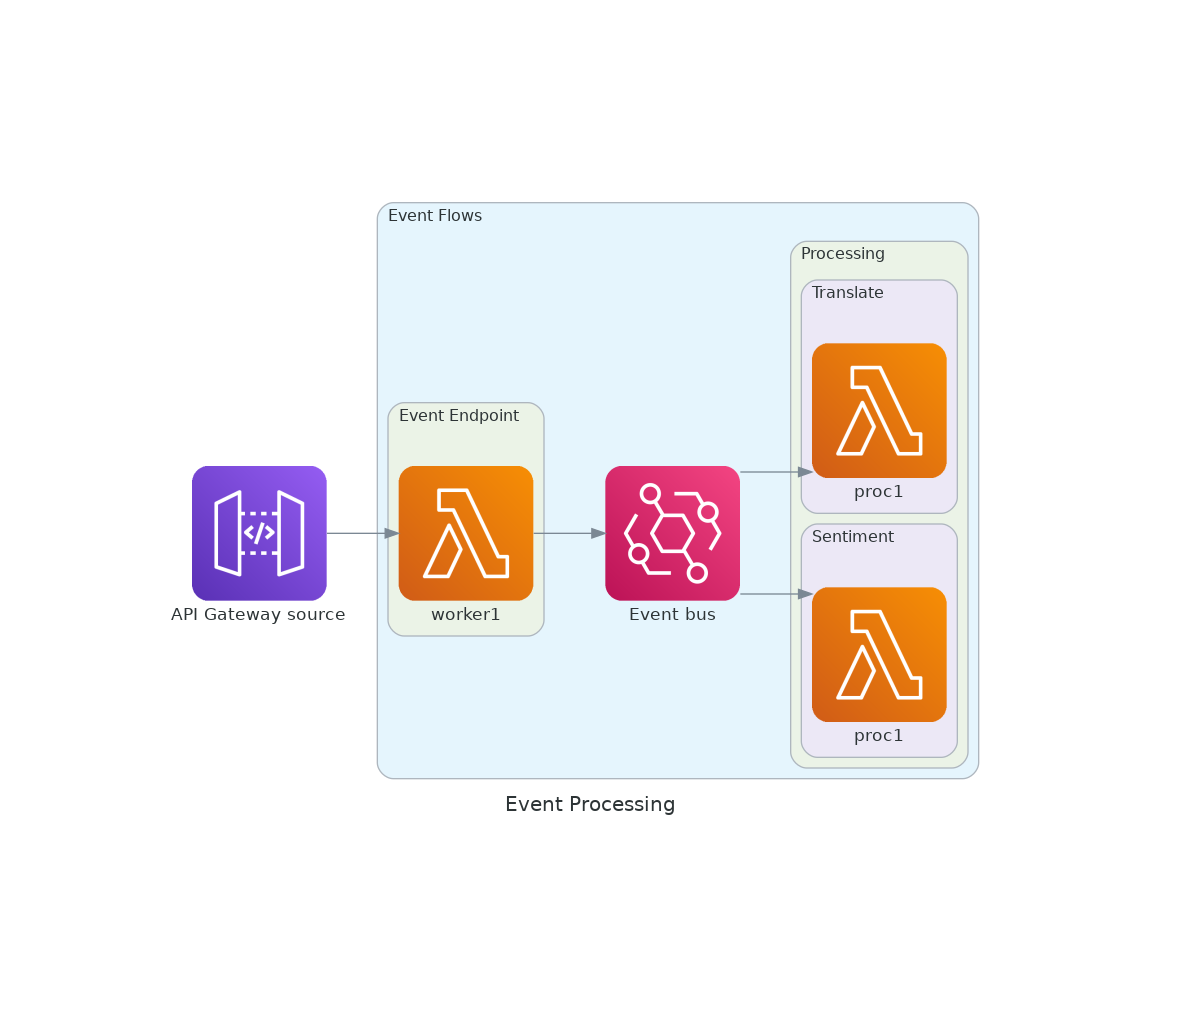 Event Flows
Processing
Translate
proc1
Event Endpoint
worker1
API Gateway source
Event bus
Sentiment
proc1
Event Processing